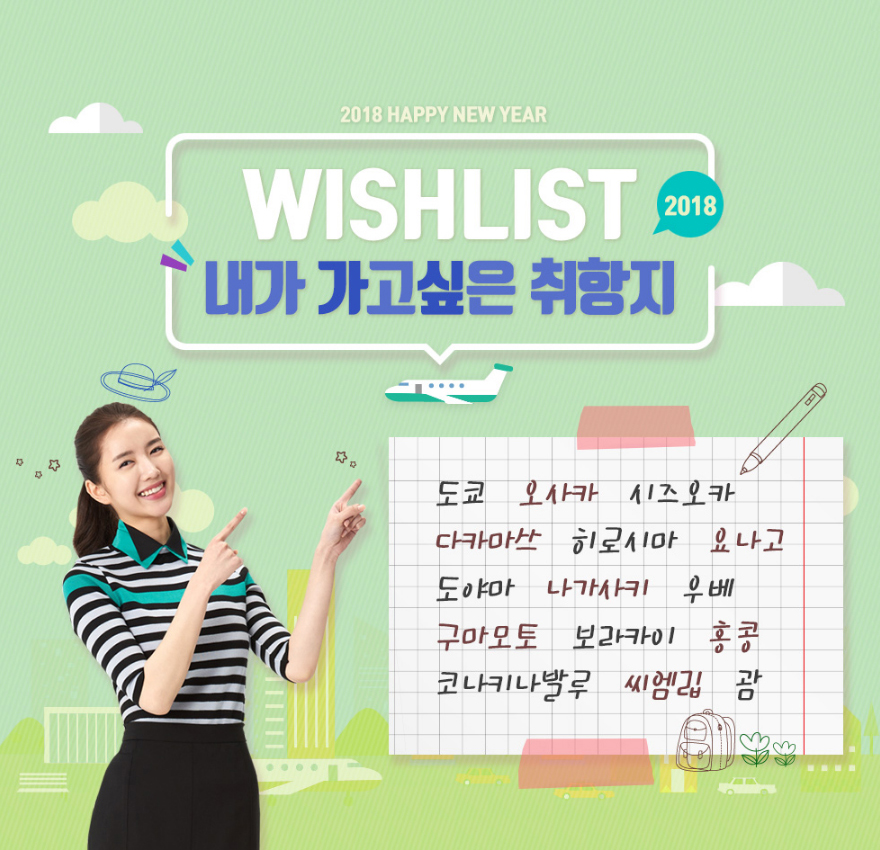 2018 HAPPY NEW YEAR
WISHLIST
2018
내가 가고싶은 취항지
도쿄 오사카 시즈오카
다카마쓰 히로시마 요나고
도야마 나가사키 우베
구마모토 보라카이 홍콩
코나키나발루 씨엠립 괌